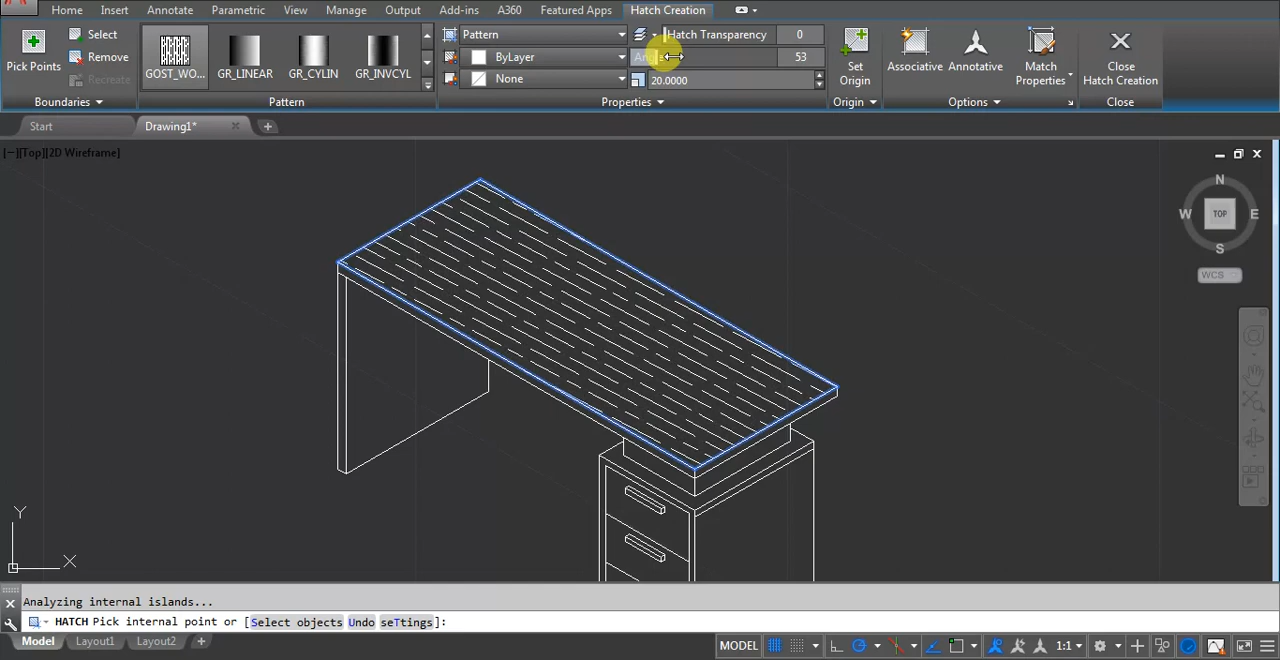 Home Insert Annotate Parametric View Manage Output Add-ins A360 Featured Apps Hatch Creation
Pick Points
Select
Remove
Recreate
Boundaries
GOST_WO...
GR_LINEAR
GR_CYLIN
GR_INVCYL
Pattern
Pattern
ByLayer
None
Hatch Transparency 0
53
20.0000
Properties
Set Origin
Origin
Associative
Annotative
Match Properties
Options
Close Hatch Creation
Close
Start
Drawing1*
[−][Top][2D Wireframe]
N
W TOP E
S
WCS
Y
X
Analyzing internal islands...
HATCH Pick internal point or [Select objects Undo seTtings]:
Model Layout1 Layout2
MODEL
1:1